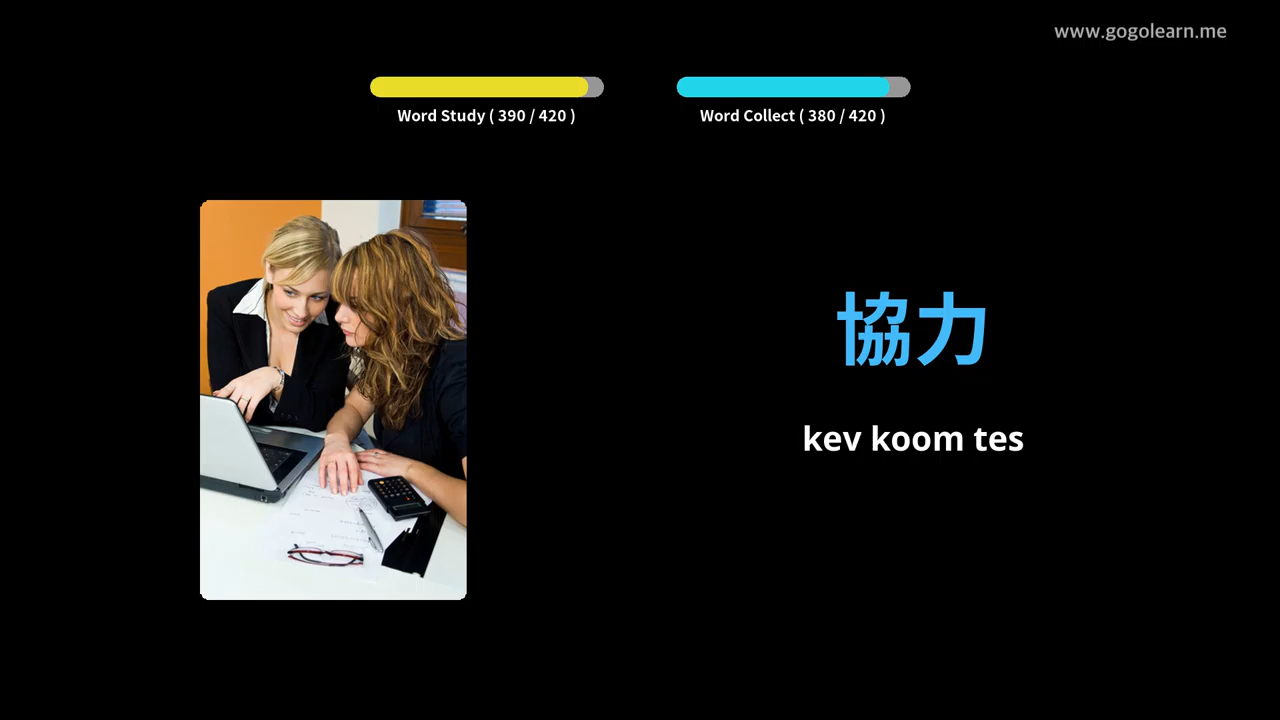 www.gogolearn.me
Word Study ( 390 / 420 )
Word Collect ( 380 / 420 )
協力
kev koom tes